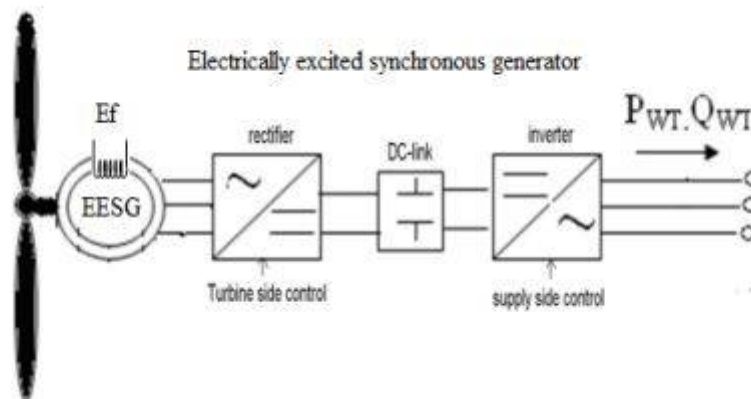 Electrically excited synchronous generator
Ef
EESG
rectifier
DC-link
inverter
PWT.QWT
Turbine side control
supply side control